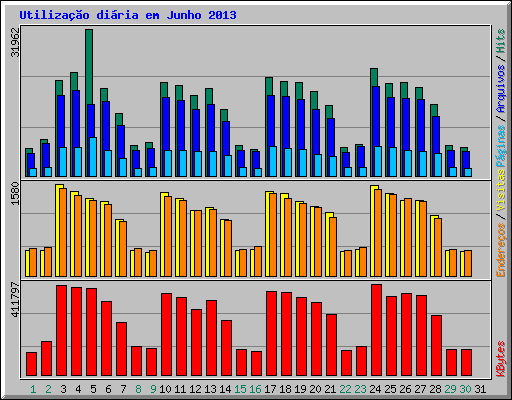 Utilização diária em Junho 2013
31962
1580
411797
Hits
Arquivos /
Páginas /
visitas
Endereços /
KBytes
1 2 3 4 5 6 7 8 9 10 11 12 13 14 15 16 17 18 19 20 21 22 23 24 25 26 27 28 29 30 31